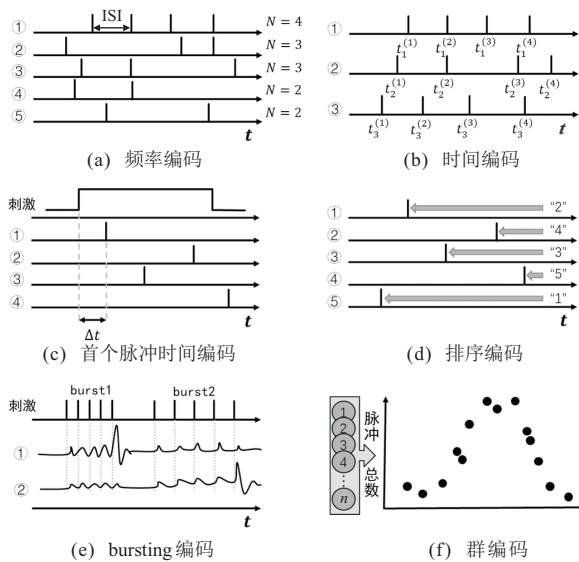 ISI
① N = 4
② N = 3
③ N = 3
④ N = 2
⑤ N = 2
t
(a) 频率编码
①
t₁⁽¹⁾ t₁⁽²⁾ t₁⁽³⁾ t₁⁽⁴⁾
②
t₂⁽¹⁾ t₂⁽²⁾ t₂⁽³⁾ t₂⁽⁴⁾
③
t₃⁽¹⁾ t₃⁽²⁾ t₃⁽³⁾ t₃⁽⁴⁾
t
(b) 时间编码
刺激
①
②
③
④
Δt
t
(c) 首个脉冲时间编码
① “2”
② “4”
③ “3”
④ “5”
⑤ “1”
t
(d) 排序编码
burst1 burst2
刺激
①
②
t
(e) bursting 编码
1
2
3
4
n
脉冲总数
(f) 群编码